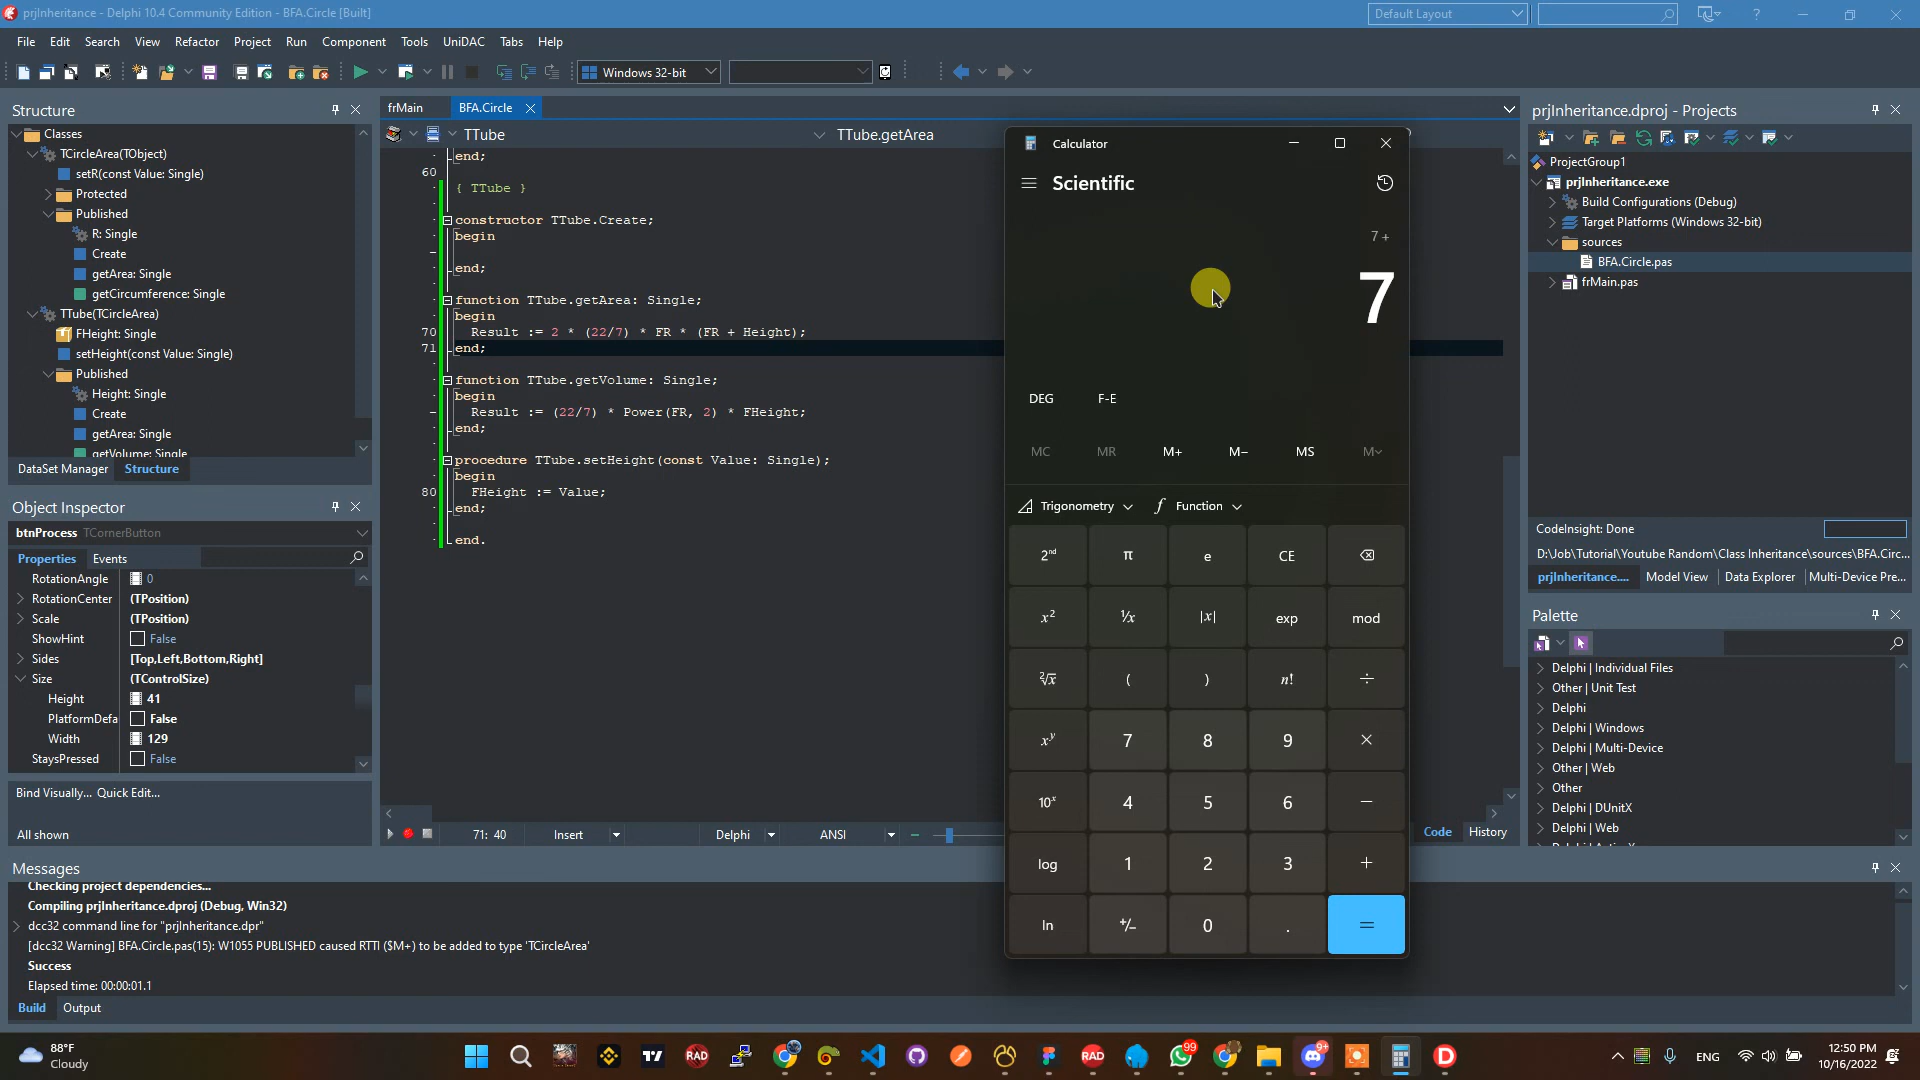 prjInheritance - Delphi 10.4 Community Edition - BFA.Circle [Built]
Default Layout
File Edit Search View Refactor Project Run Component Tools UniDAC Tabs Help
Windows 32-bit
Structure
Classes
TCircleArea(TObject)
setR(const Value: Single)
Protected
Published
R: Single
Create
getArea: Single
getCircumference: Single
TTube(TCircleArea)
FHeight: Single
setHeight(const Value: Single)
Published
Height: Single
Create
getArea: Single
getVolume: Single
DataSet Manager Structure
Object Inspector
btnProcess TCornerButton
Properties Events
RotationAngle 0
RotationCenter (TPosition)
Scale (TPosition)
ShowHint False
Sides [Top,Left,Bottom,Right]
Size (TControlSize)
Height 41
PlatformDefa False
Width 129
StaysPressed False
Bind Visually... Quick Edit...
All shown
frMain BFA.Circle
TTube TTube.getArea
end;
60
{ TTube }
constructor TTube.Create;
begin
end;
function TTube.getArea: Single;
begin
70 Result := 2 * (22/7) * FR * (FR + Height);
71 end;
function TTube.getVolume: Single;
begin
Result := (22/7) * Power(FR, 2) * FHeight;
end;
procedure TTube.setHeight(const Value: Single);
begin
80 FHeight := Value;
end;
end.
71: 40 Insert Delphi ANSI
Code History
Calculator
Scientific
7 +
7
DEG F-E
MC MR M+ M− MS M
Trigonometry f Function
2nd π e CE
x² ⅟x |x| exp mod
²√x ( ) n! ÷
xʸ 7 8 9 ×
10ˣ 4 5 6 −
log 1 2 3 +
ln +/− 0 . =
prjInheritance.dproj - Projects
ProjectGroup1
prjInheritance.exe
Build Configurations (Debug)
Target Platforms (Windows 32-bit)
sources
BFA.Circle.pas
frMain.pas
CodeInsight: Done
D:\Job\Tutorial\Youtube Random\Class Inheritance\sources\BFA.Circ...
prjInheritance.... Model View Data Explorer Multi-Device Pre...
Palette
Delphi | Individual Files
Other | Unit Test
Delphi
Delphi | Windows
Delphi | Multi-Device
Other | Web
Other
Delphi | DUnitX
Delphi | Web
Messages
Checking project dependencies...
Compiling prjInheritance.dproj (Debug, Win32)
dcc32 command line for "prjInheritance.dpr"
[dcc32 Warning] BFA.Circle.pas(15): W1055 PUBLISHED caused RTTI ($M+) to be added to type 'TCircleArea'
Success
Elapsed time: 00:00:01.1
Build Output
88°F
Cloudy
RAD
RAD
99
9+
ENG
12:50 PM
10/16/2022